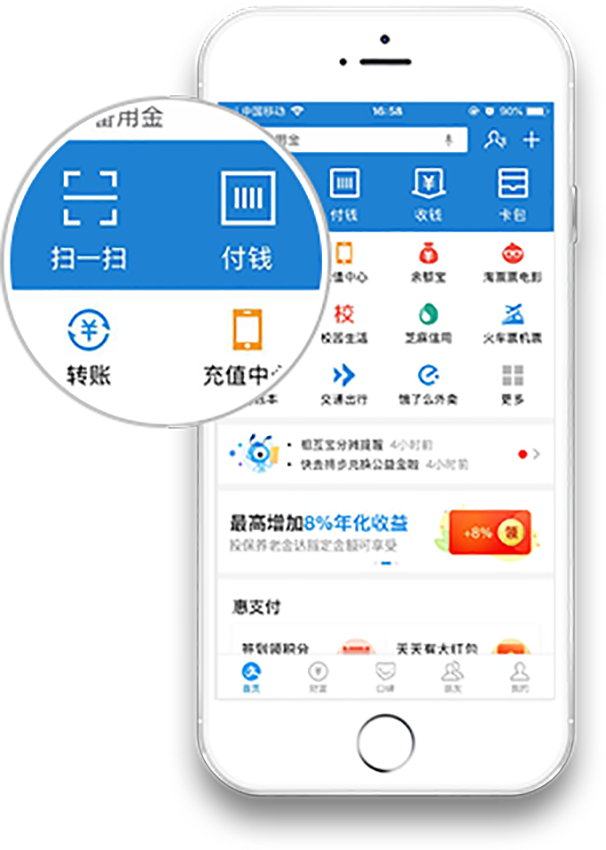 备用金
扫一扫
付钱
转账
充值中心
中国移动
16:58
90%
用金
付钱
收钱
卡包
值中心
余额宝
淘票票电影
校
校园生活
芝麻信用
火车票机票
交通出行
饿了么外卖
更多
相互宝分摊提醒 4小时前
快去将步兑换公益金啦 4小时前
最高增加8%年化收益
投保养老金达指定金额可享受
+8%
领
惠支付
签到领积分
天天有大红包
首页
财富
口碑
朋友
我的